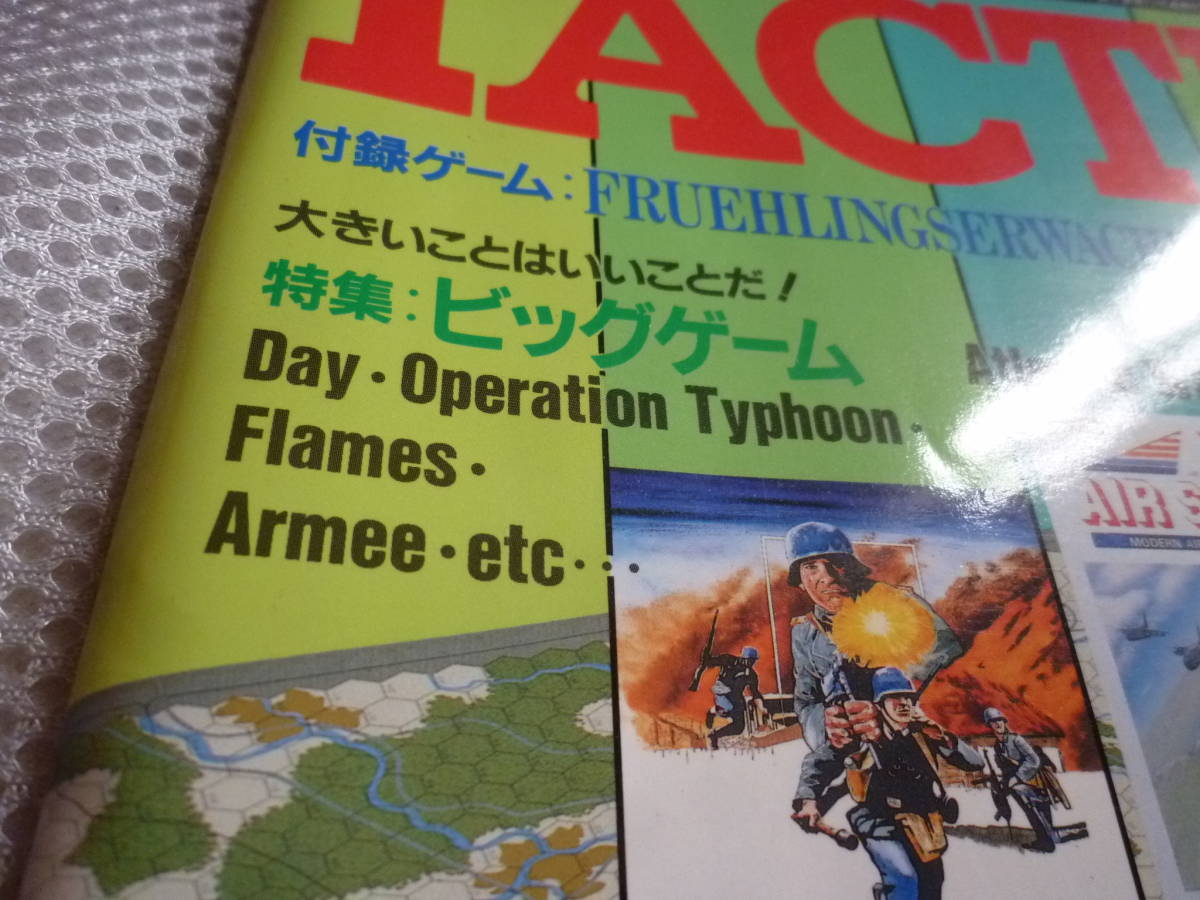 TACT
付録ゲーム:FRUEHLINGSERWACH
大きいことはいいことだ!
特集:ビッグゲーム
Day・Operation Typhoon・
Flames・
Armee・etc・・・
AIR
MODERN